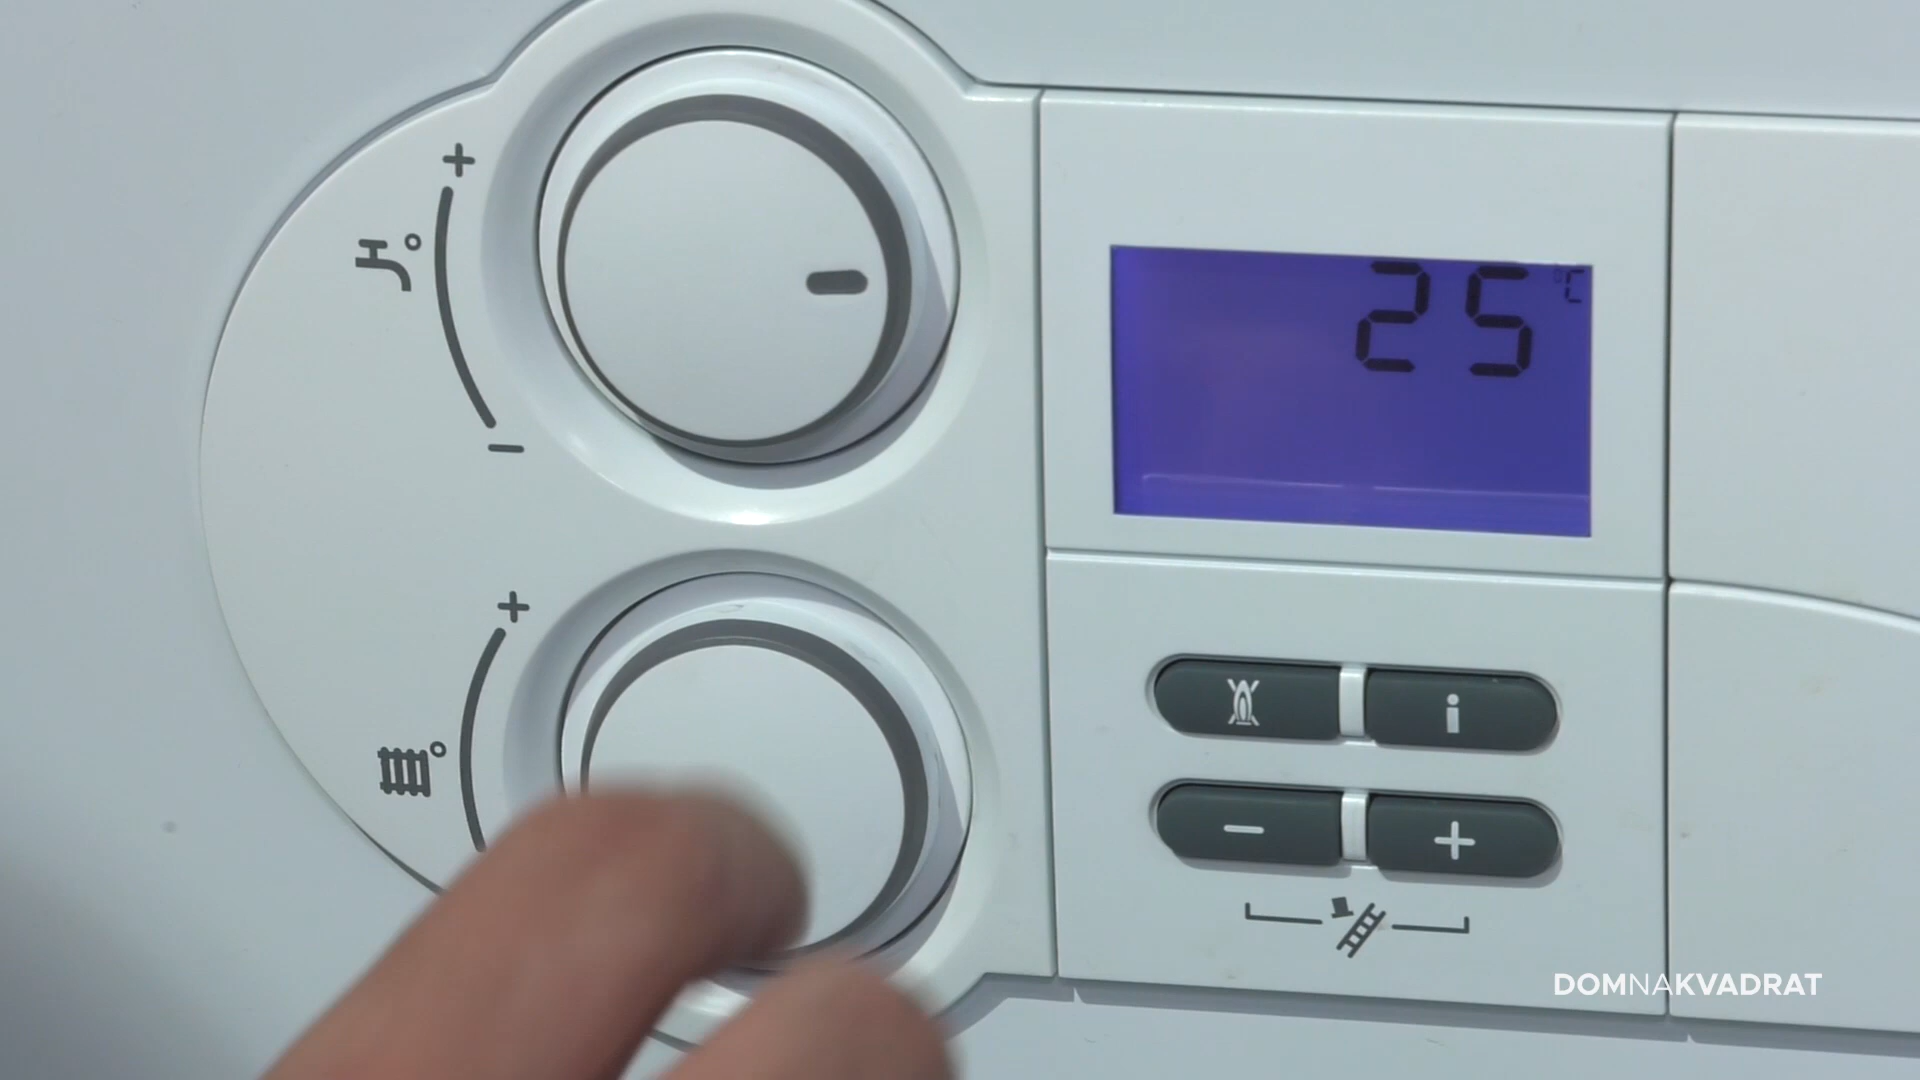 +
25 °C
−
+
i
− +
DOMNAKVADRAT